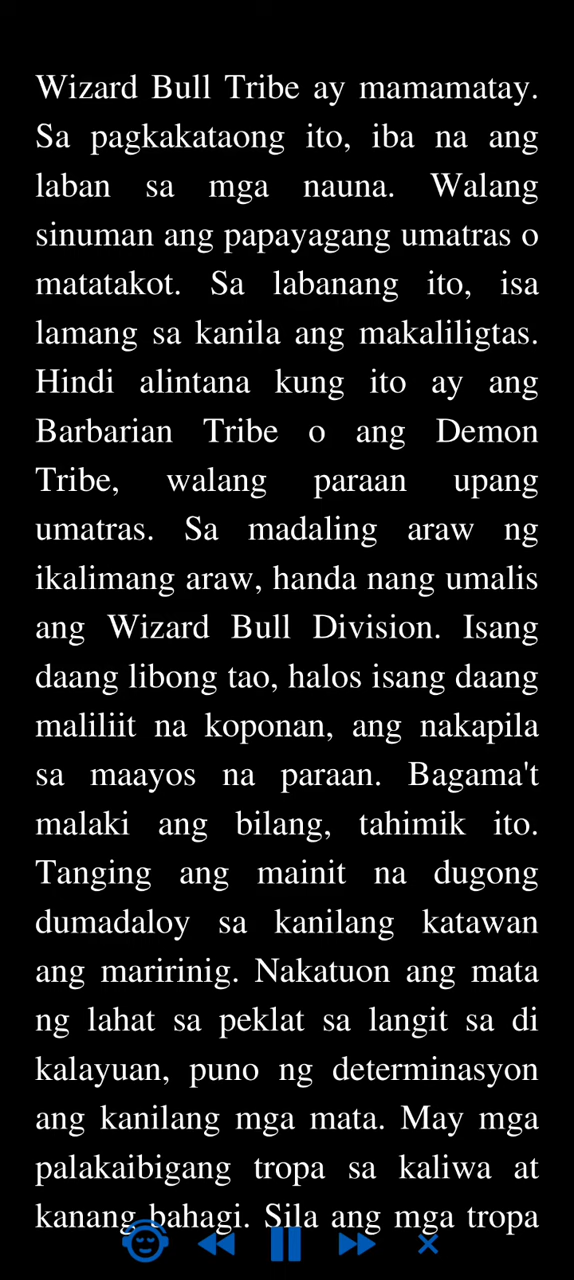 Wizard Bull Tribe ay mamamatay.
Sa pagkakataong ito, iba na ang
laban sa mga nauna. Walang
sinuman ang papayagang umatras o
matatakot. Sa labanang ito, isa
lamang sa kanila ang makaliligtas.
Hindi alintana kung ito ay ang
Barbarian Tribe o ang Demon
Tribe, walang paraan upang
umatras. Sa madaling araw ng
ikalimang araw, handa nang umalis
ang Wizard Bull Division. Isang
daang libong tao, halos isang daang
maliliit na koponan, ang nakapila
sa maayos na paraan. Bagama't
malaki ang bilang, tahimik ito.
Tanging ang mainit na dugong
dumadaloy sa kanilang katawan
ang maririnig. Nakatuon ang mata
ng lahat sa peklat sa langit sa di
kalayuan, puno ng determinasyon
ang kanilang mga mata. May mga
palakaibigang tropa sa kaliwa at
kanang bahagi. Sila ang mga tropa